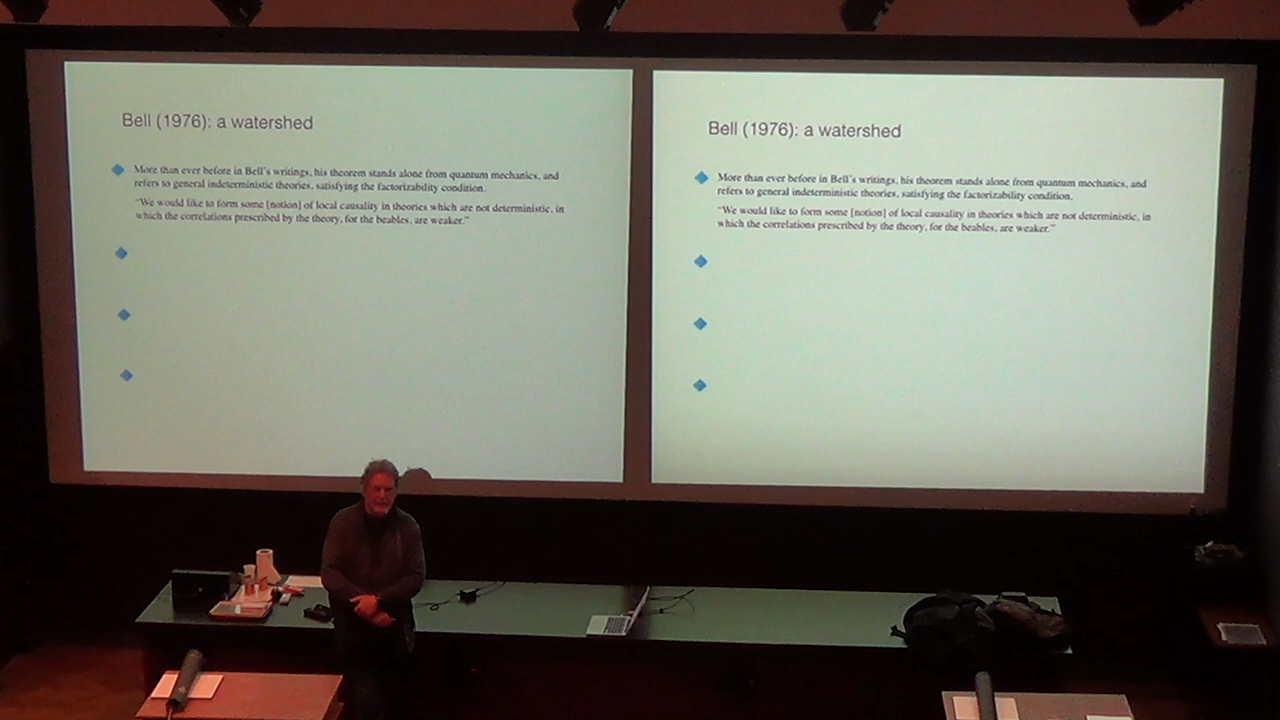 Bell (1976): a watershed
More than ever before in Bell's writings, his theorem stands alone from quantum mechanics, and
refers to general indeterministic theories, satisfying the factorizability condition.
"We would like to form some [notion] of local causality in theories which are not deterministic, in
which the correlations prescribed by the theory, for the beables, are weaker."
Bell (1976): a watershed
More than ever before in Bell's writings, his theorem stands alone from quantum mechanics, and
refers to general indeterministic theories, satisfying the factorizability condition.
"We would like to form some [notion] of local causality in theories which are not deterministic, in
which the correlations prescribed by the theory, for the beables, are weaker."